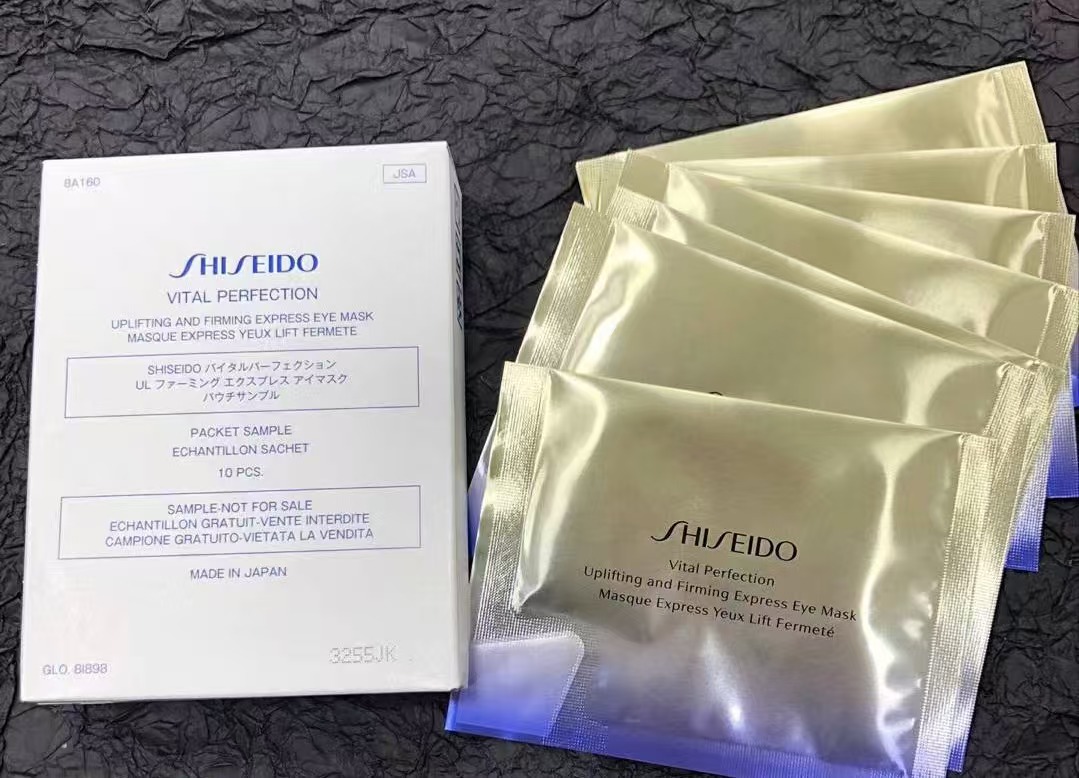 8A160
JSA
SHISEIDO
VITAL PERFECTION
UPLIFTING AND FIRMING EXPRESS EYE MASK
MASQUE EXPRESS YEUX LIFT FERMETE
SHISEIDO バイタルパーフェクション
UL ファーミング エクスプレス アイマスク
パウチサンプル
PACKET SAMPLE
ECHANTILLON SACHET
10 PCS.
SAMPLE-NOT FOR SALE
ECHANTILLON GRATUIT-VENTE INTERDITE
CAMPIONE GRATUITO-VIETATA LA VENDITA
MADE IN JAPAN
3255JK
GLO. 8I898
SHISEIDO
Vital Perfection
Uplifting and Firming Express Eye Mask
Masque Express Yeux Lift Fermeté